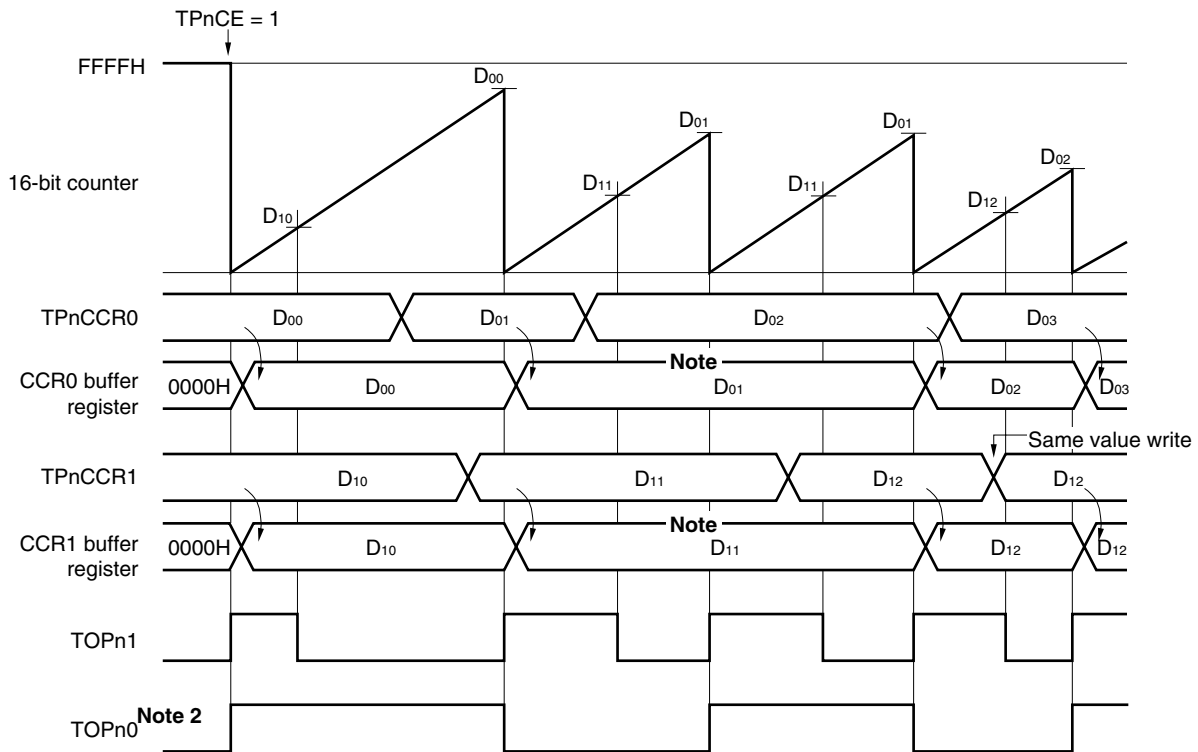 TPnCE = 1
FFFFH
D00
D01
D01
D02
16-bit counter
D10
D11
D11
D12
TPnCCR0
D00
D01
D02
D03
Note
CCR0 buffer
register
0000H
D00
D01
D02
D03
Same value write
TPnCCR1
D10
D11
D12
D12
Note
CCR1 buffer
register
0000H
D10
D11
D12
D12
TOPn1
TOPn0 Note 2